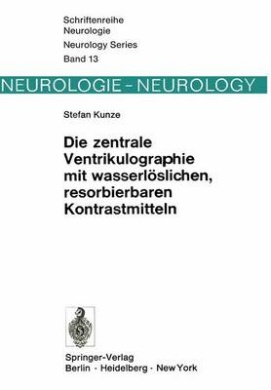 Schriftenreihe
Neurologie
Neurology Series
Band 13
NEUROLOGIE – NEUROLOGY
Stefan Kunze
Die zentrale
Ventrikulographie
mit wasserlöslichen,
resorbierbaren
Kontrastmitteln
Springer-Verlag
Berlin · Heidelberg · New York